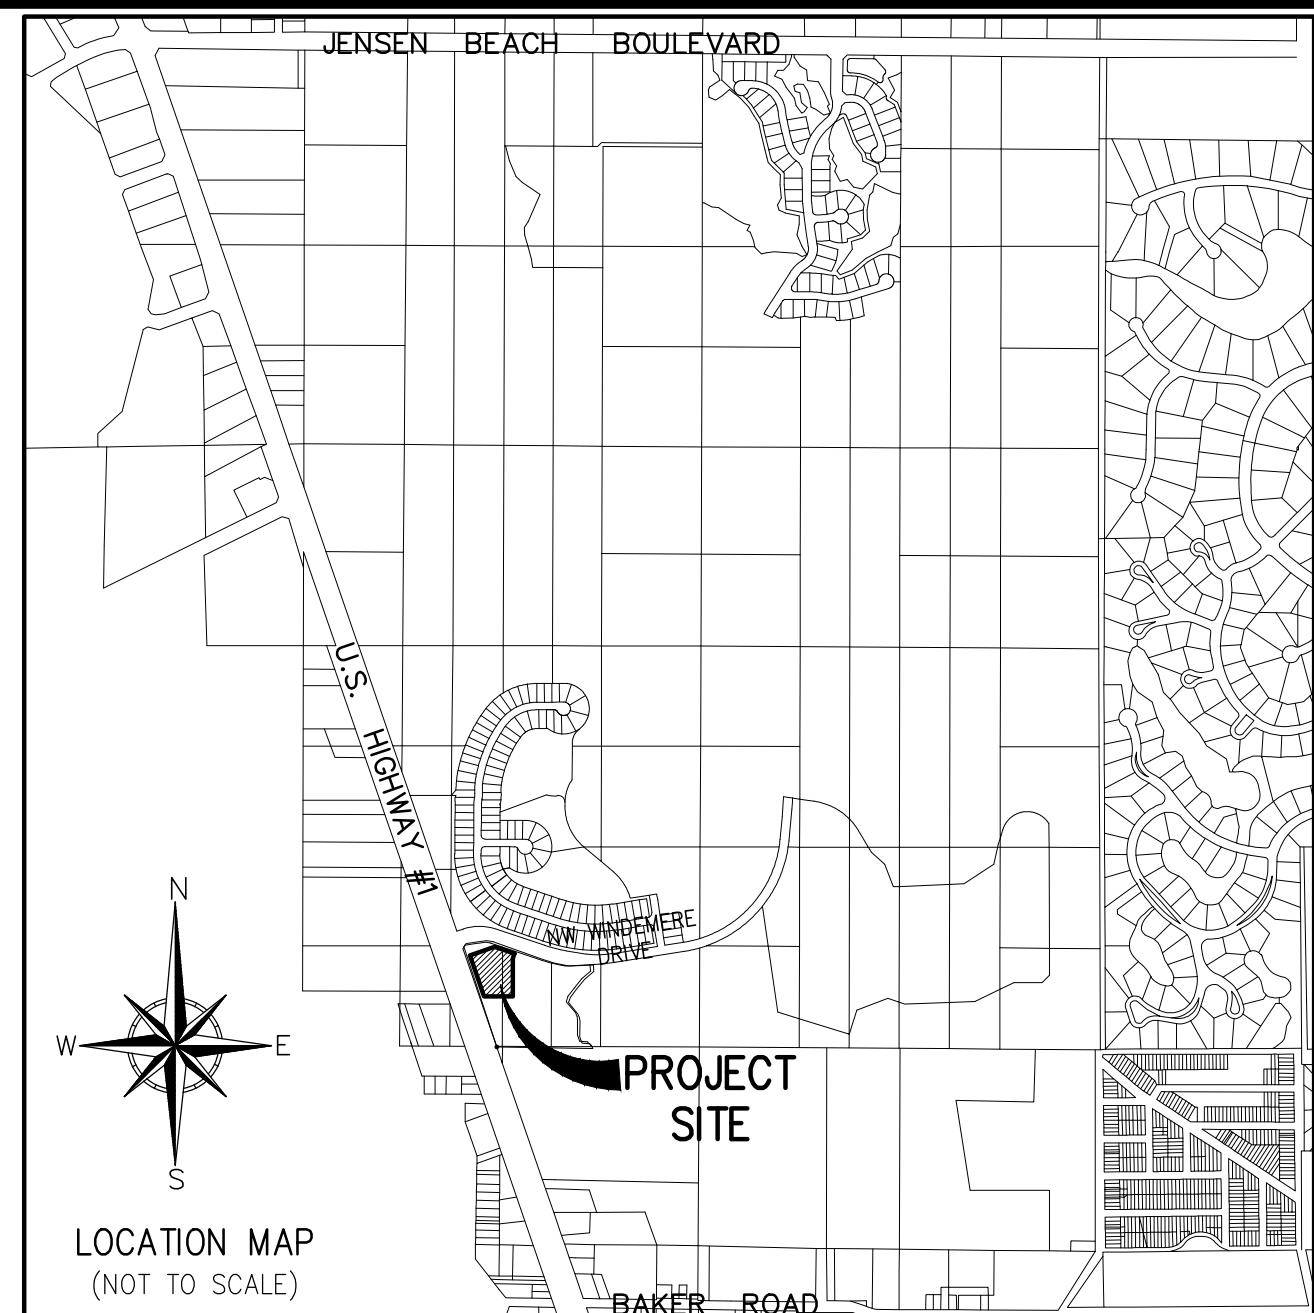 JENSEN BEACH BOULEVARD
U.S. HIGHWAY #1
NW WINDEMERE
DRIVE
N
W
E
S
PROJECT
SITE
LOCATION MAP
(NOT TO SCALE)
BAKER ROAD